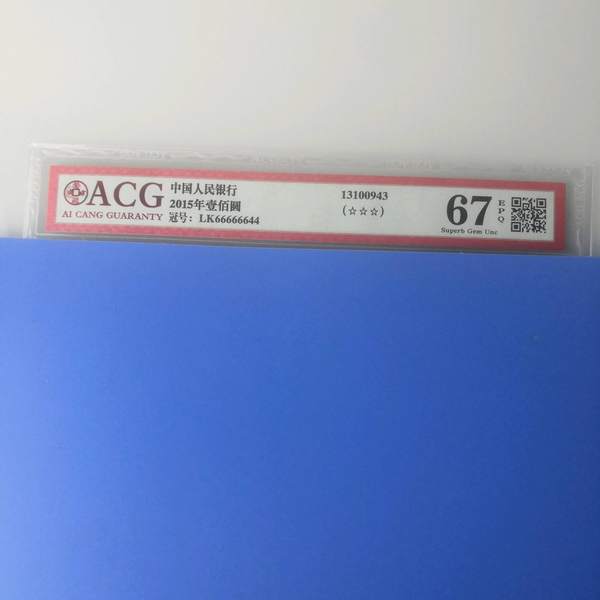 ACG
AI CANG GUARANTY
中国人民银行
2015年壹佰圆
冠号: LK66666644
13100943
(☆☆☆)
67
EPQ
Superb Gem Unc